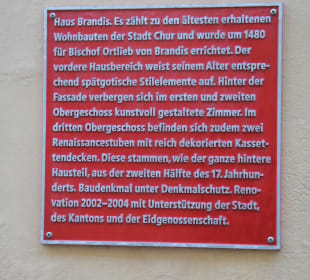 Haus Brandis. Es zählt zu den ältesten erhaltenen
Wohnbauten der Stadt Chur und wurde um 1480
für Bischof Ortlieb von Brandis errichtet. Der
vordere Hausbereich weist seinem Alter entspre-
chend spätgotische Stilelemente auf. Hinter der
Fassade verbergen sich im ersten und zweiten
Obergeschoss kunstvoll gestaltete Zimmer. Im
dritten Obergeschoss befinden sich zudem zwei
Renaissancestuben mit reich dekorierten Kasset-
tendecken. Diese stammen, wie der ganze hintere
Hausteil, aus der zweiten Hälfte des 17. Jahrhun-
derts. Baudenkmal unter Denkmalschutz. Reno-
vation 2002–2004 mit Unterstützung der Stadt,
des Kantons und der Eidgenossenschaft.